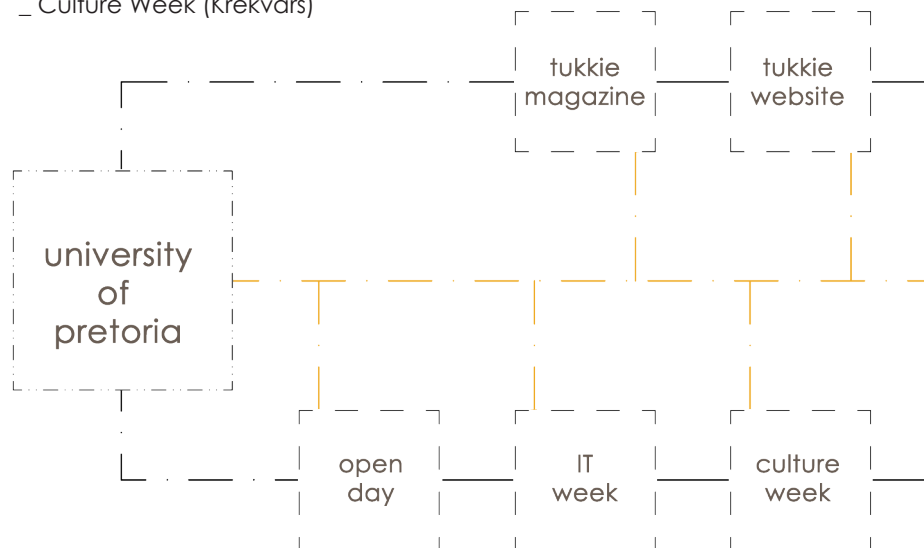 _ Culture Week (Krekvars)
tukkie
magazine
tukkie
website
university
of
pretoria
open
day
IT
week
culture
week